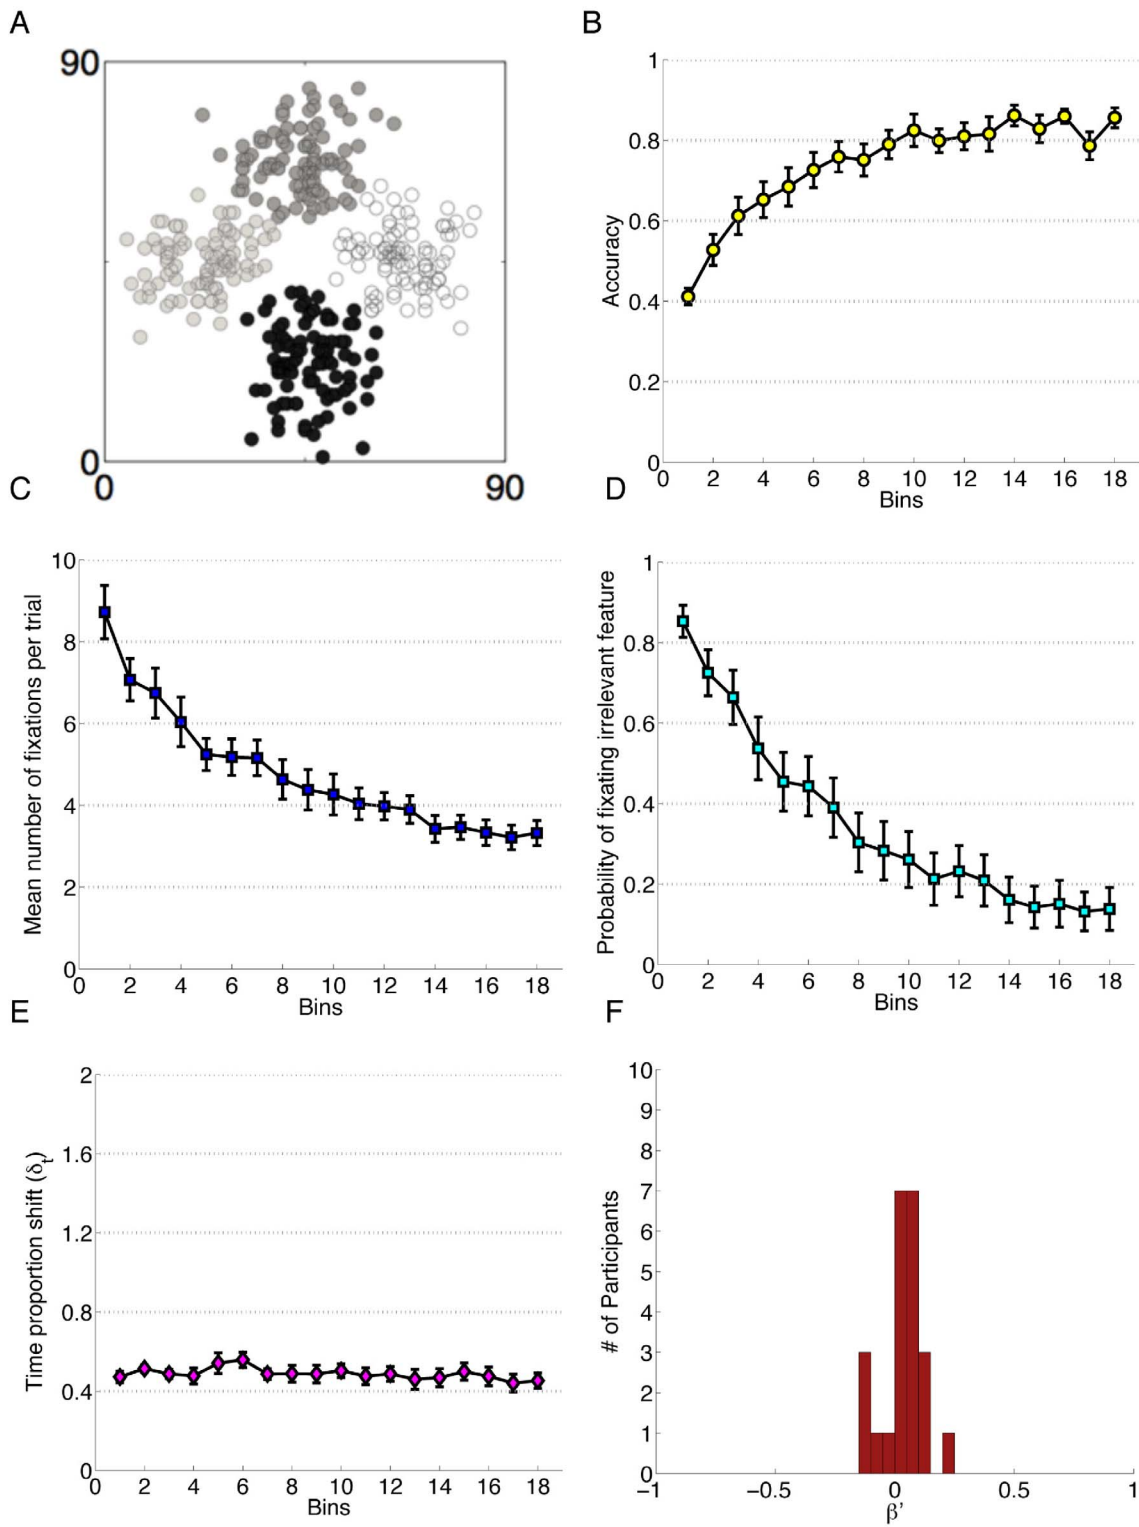 A
90
0
0
90
B
1
0.8
0.6
0.4
0.2
0
Accuracy
0 2 4 6 8 10 12 14 16 18
Bins
C
10
8
6
4
2
0
Mean number of fixations per trial
0 2 4 6 8 10 12 14 16 18
Bins
D
1
0.8
0.6
0.4
0.2
0
Probability of fixating irrelevant feature
0 2 4 6 8 10 12 14 16 18
Bins
E
2
1.6
1.2
0.8
0.4
0
Time proportion shift (δt)
0 2 4 6 8 10 12 14 16 18
Bins
F
10
9
8
7
6
5
4
3
2
1
0
# of Participants
−1 −0.5 0 0.5 1
β’